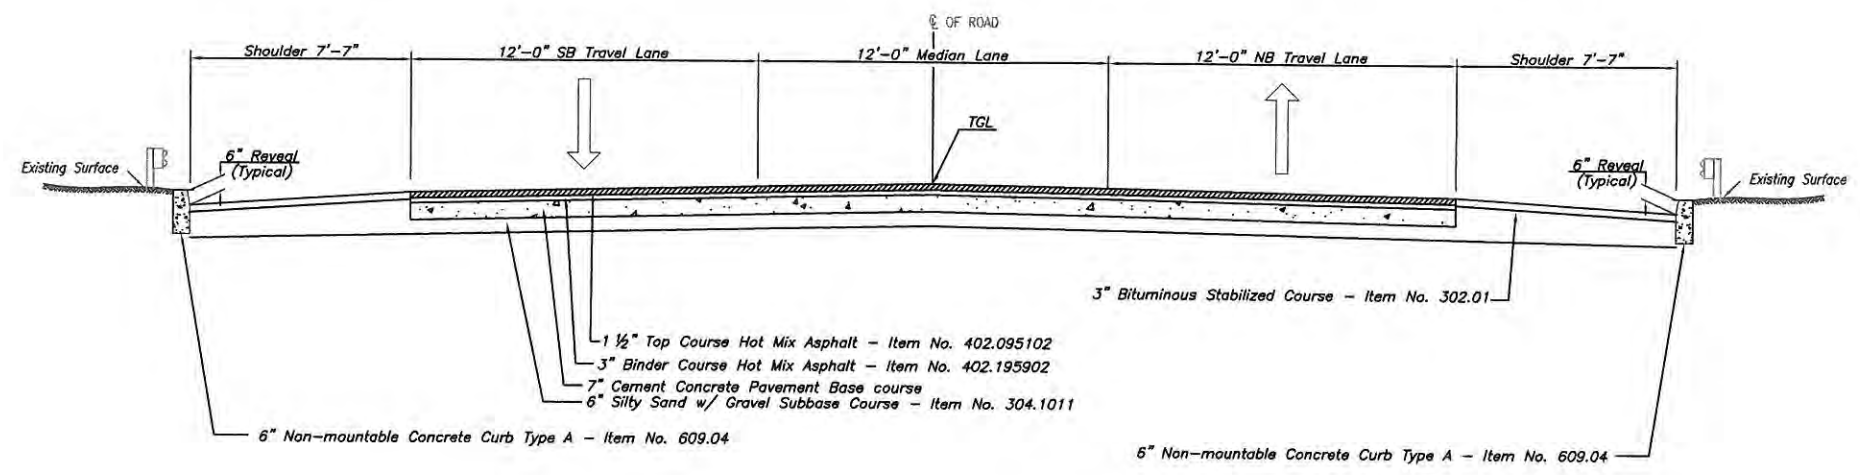 ℄ OF ROAD
Shoulder 7'-7"
12'-0" SB Travel Lane
12'-0" Median Lane
12'-0" NB Travel Lane
Shoulder 7'-7"
TGL
Existing Surface
6" Reveal
(Typical)
6" Reveal
(Typical)
Existing Surface
3" Bituminous Stabilized Course - Item No. 302.01
1 ½" Top Course Hot Mix Asphalt - Item No. 402.095102
3" Binder Course Hot Mix Asphalt - Item No. 402.195902
7" Cement Concrete Pavement Base course
6" Silty Sand w/ Gravel Subbase Course - Item No. 304.1011
6" Non-mountable Concrete Curb Type A - Item No. 609.04
6" Non-mountable Concrete Curb Type A - Item No. 609.04